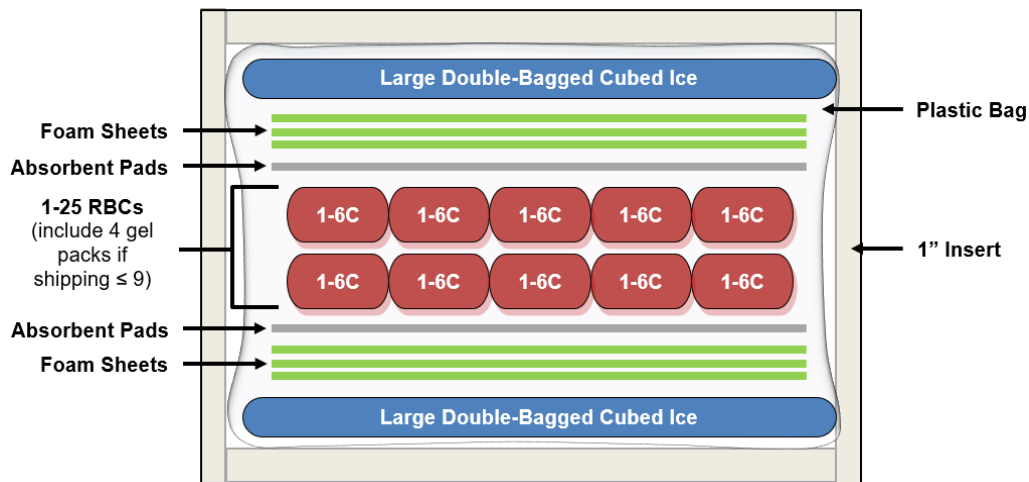 Large Double-Bagged Cubed Ice
Plastic Bag
Foam Sheets
Absorbent Pads
1-25 RBCs
(include 4 gel
packs if
shipping ≤ 9)
1-6C 1-6C 1-6C 1-6C 1-6C
1” Insert
1-6C 1-6C 1-6C 1-6C 1-6C
Absorbent Pads
Foam Sheets
Large Double-Bagged Cubed Ice